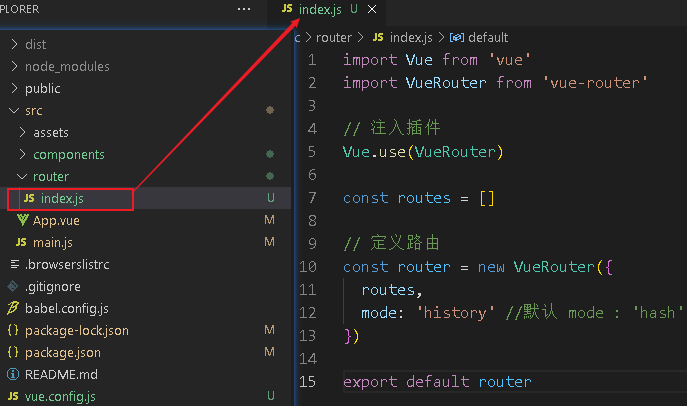 PLORER ···
dist
node_modules
public
src
assets
components
router
JS index.js U
App.vue M
JS main.js M
.browserslistrc
.gitignore
babel.config.js
{} package-lock.json M
{} package.json M
README.md
vue.config.js U
JS index.js U ×
c > router > JS index.js > default
1 import Vue from 'vue'
2 import VueRouter from 'vue-router'
3
4 // 注入插件
5 Vue.use(VueRouter)
6
7 const routes = []
8
9 // 定义路由
10 const router = new VueRouter({
11 routes,
12 mode: 'history' //默认 mode : 'hash'
13 })
14
15 export default router